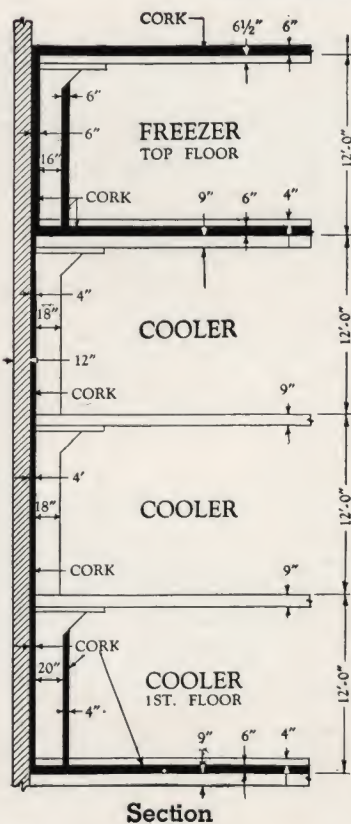 CORK
6½"
6"
6"
FREEZER
TOP FLOOR
6"
16"
12'-0"
CORK
9"
6"
4"
4"
18"
COOLER
12'-0"
12"
CORK
9"
4'
18"
COOLER
12'-0"
CORK
9"
CORK
20"
COOLER
1ST. FLOOR
12'-0"
4"
9"
6"
4"
Section